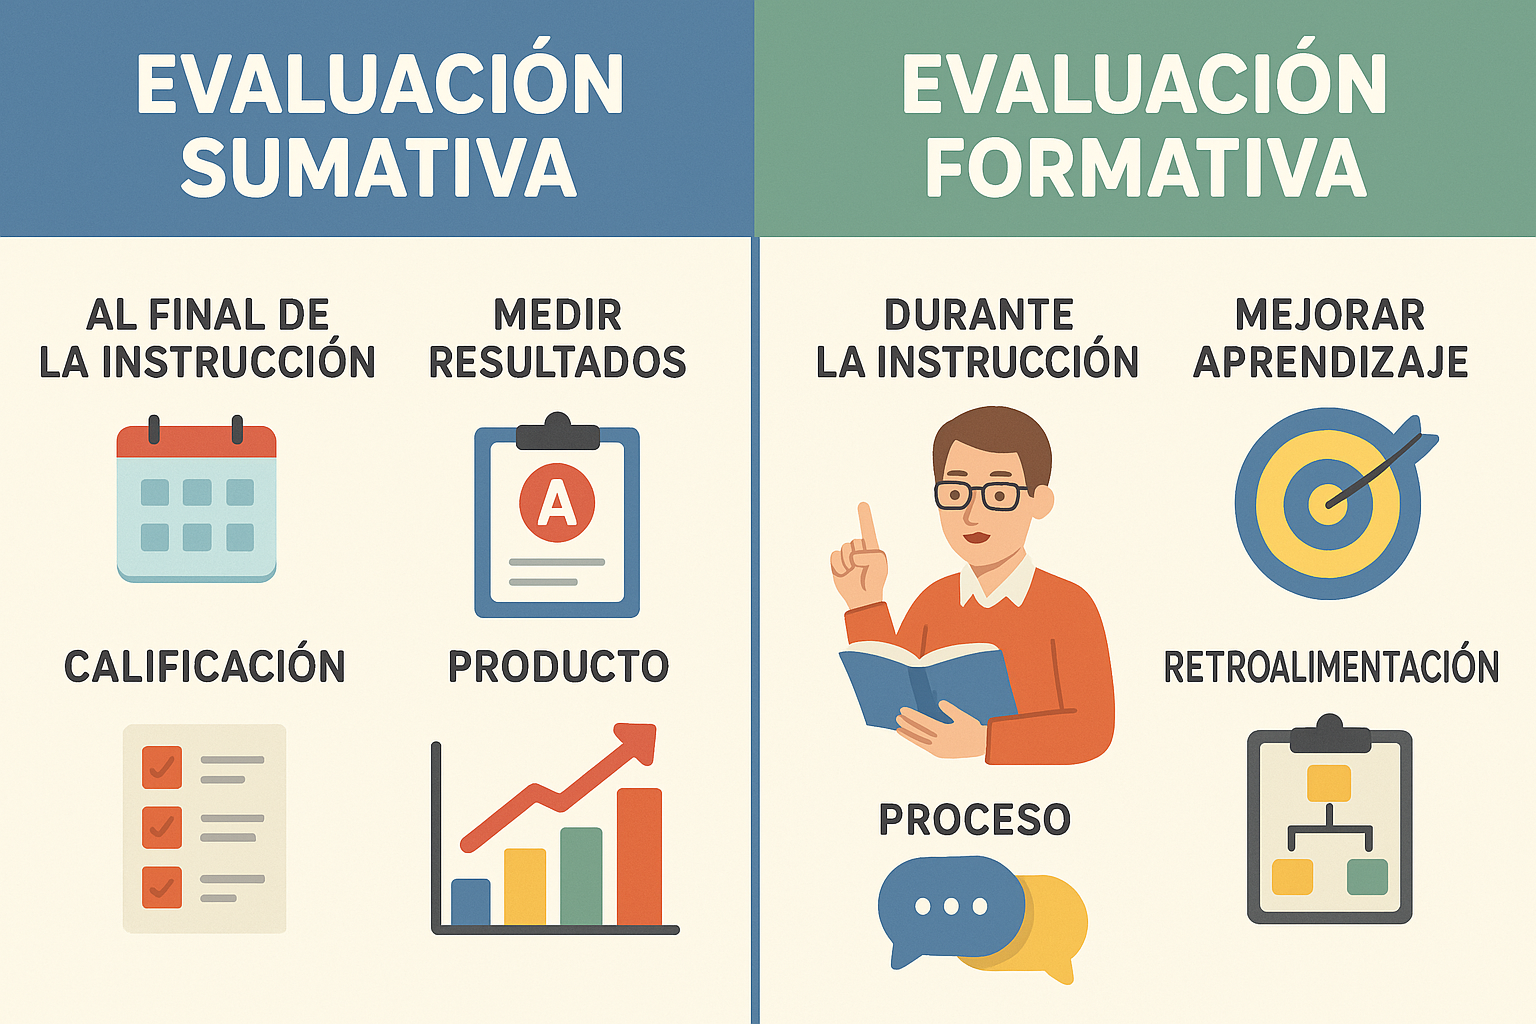 EVALUACIÓN
SUMATIVA
AL FINAL DE
LA INSTRUCCIÓN
MEDIR
RESULTADOS
A
CALIFICACIÓN
PRODUCTO
EVALUACIÓN
FORMATIVA
DURANTE
LA INSTRUCCIÓN
MEJORAR
APRENDIZAJE
RETROALIMENTACIÓN
PROCESO